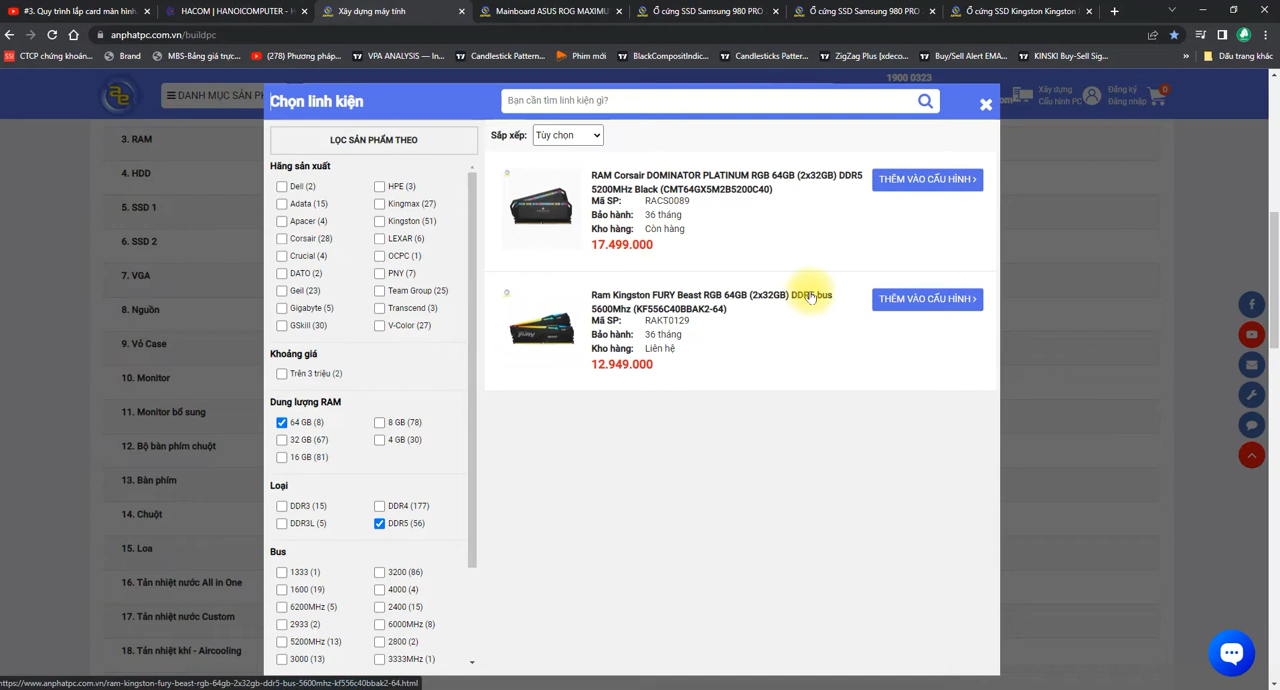 #3. Quy trình lắp card màn hình
HACOM | HANOICOMPUTER - H
Xây dựng máy tính
Mainboard ASUS ROG MAXIMU
Ổ cứng SSD Samsung 980 PRO
Ổ cứng SSD Samsung 980 PRO
Ổ cứng SSD Kingston Kingston
anphatpc.com.vn/buildpc
CTCP chứng khoán...
Brand
MBS-Bảng giá trực...
(278) Phương pháp...
VPA ANALYSIS — In...
Candlestick Pattern...
Phim mới
BlackCompositIndic...
Candlesticks Patter...
ZigZag Plus [xdeco...
Buy/Sell Alert EMA...
KINSKI Buy-Sell Sig...
»
Dấu trang khác
1900 0323
DANH MỤC SẢN PH
Xây dựng
Cấu hình PC
Đăng ký
Đăng nhập
0
Chọn linh kiện
Bạn cần tìm linh kiện gì?
3. RAM
4. HDD
5. SSD 1
6. SSD 2
7. VGA
8. Nguồn
9. Vỏ Case
10. Monitor
11. Monitor bổ sung
12. Bộ bàn phím chuột
13. Bàn phím
14. Chuột
15. Loa
16. Tản nhiệt nước All in One
17. Tản nhiệt nước Custom
18. Tản nhiệt khí - Aircooling
LỌC SẢN PHẨM THEO
Hãng sản xuất
Dell (2)
HPE (3)
Adata (15)
Kingmax (27)
Apacer (4)
Kingston (51)
Corsair (28)
LEXAR (6)
Crucial (4)
OCPC (1)
DATO (2)
PNY (7)
Geil (23)
Team Group (25)
Gigabyte (5)
Transcend (3)
GSkill (30)
V-Color (27)
Khoảng giá
Trên 3 triệu (2)
Dung lượng RAM
64 GB (8)
8 GB (78)
32 GB (67)
4 GB (30)
16 GB (81)
Loại
DDR3 (15)
DDR4 (177)
DDR3L (5)
DDR5 (56)
Bus
1333 (1)
3200 (86)
1600 (19)
4000 (4)
6200MHz (5)
2400 (15)
2933 (2)
6000MHz (8)
5200MHz (13)
2800 (2)
3000 (13)
3333MHz (1)
Sắp xếp:
Tùy chọn
RAM Corsair DOMINATOR PLATINUM RGB 64GB (2x32GB) DDR5
5200MHz Black (CMT64GX5M2B5200C40)
Mã SP: RACS0089
Bảo hành: 36 tháng
Kho hàng: Còn hàng
17.499.000
THÊM VÀO CẤU HÌNH ›
Ram Kingston FURY Beast RGB 64GB (2x32GB) DDR5 bus
5600Mhz (KF556C40BBAK2-64)
Mã SP: RAKT0129
Bảo hành: 36 tháng
Kho hàng: Liên hệ
12.949.000
THÊM VÀO CẤU HÌNH ›
https://www.anphatpc.com.vn/ram-kingston-fury-beast-rgb-64gb-2x32gb-ddr5-bus-5600mhz-kf556c40bbak2-64.html